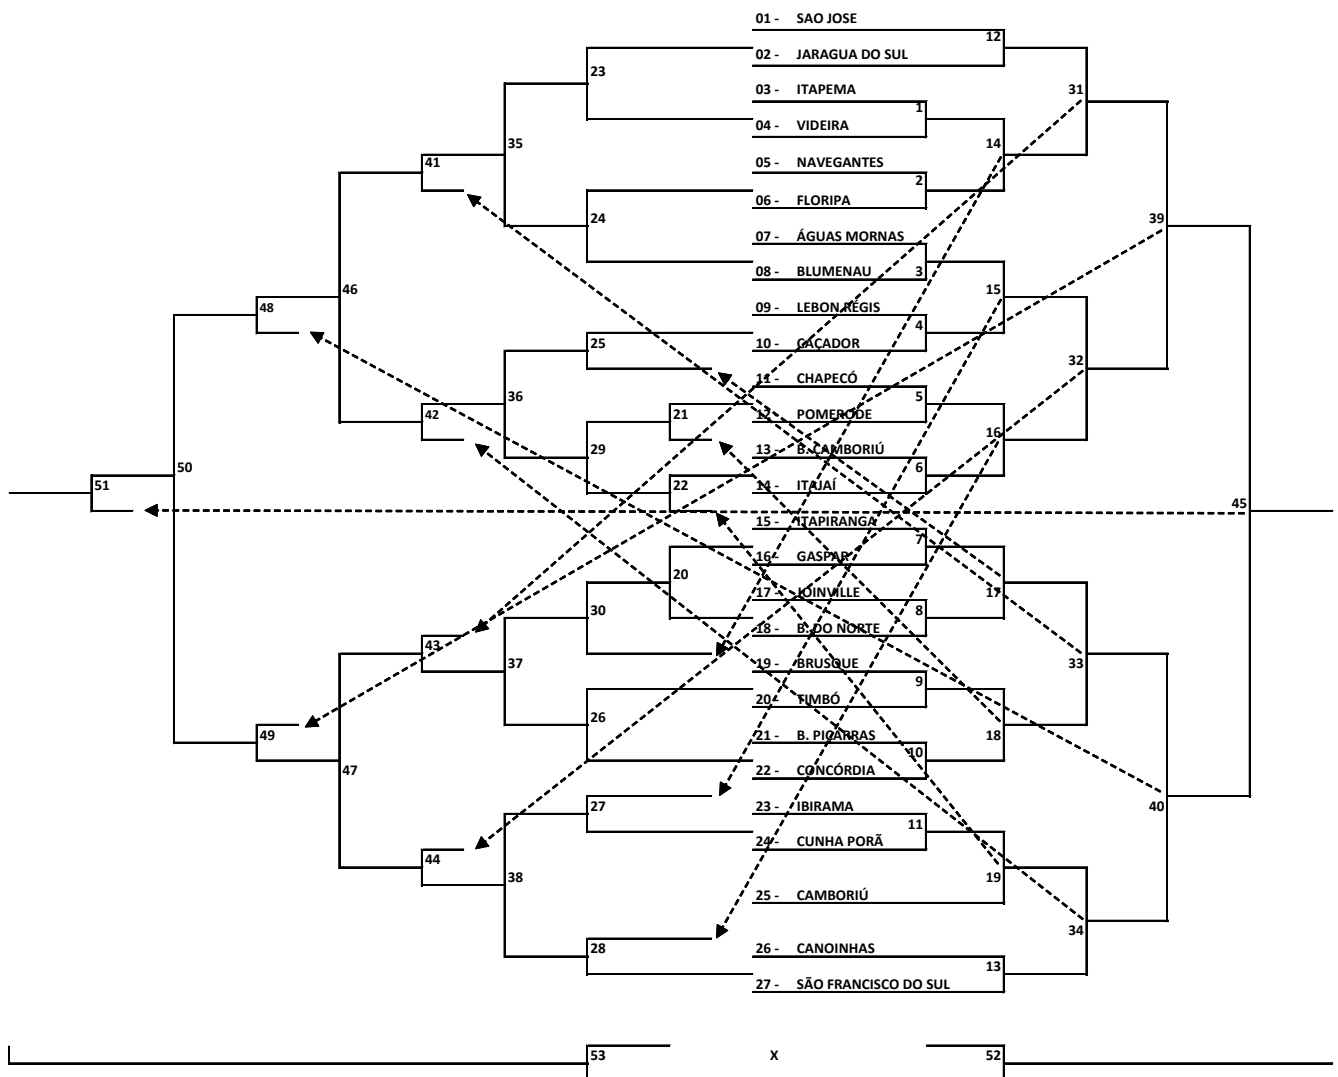 01 - SAO JOSE
12
02 - JARAGUA DO SUL
23
03 - ITAPEMA
31
1
04 - VIDEIRA
35
14
41
05 - NAVEGANTES
2
06 - FLORIPA
24
39
07 - ÁGUAS MORNAS
08 - BLUMENAU
3
46
15
48
09 - LEBON RÉGIS
4
25
10 - CAÇADOR
32
11 - CHAPECÓ
36
5
42
21
12 - POMERODE
16
29
13 - B. CAMBORIÚ
50
6
51
22
14 - ITAJAÍ
45
15 - ITAPIRANGA
7
16 - GASPAR
20
17 - JOINVILLE
17
30
8
18 - B. DO NORTE
43
37
19 - BRUSQUE
33
9
20 - TIMBÓ
26
49
21 - B. PIÇARRAS
18
10
47
22 - CONCÓRDIA
27
23 - IBIRAMA
40
11
24 - CUNHA PORÃ
44
38
19
25 - CAMBORIÚ
34
28
26 - CANOINHAS
13
27 - SÃO FRANCISCO DO SUL
53 X 52